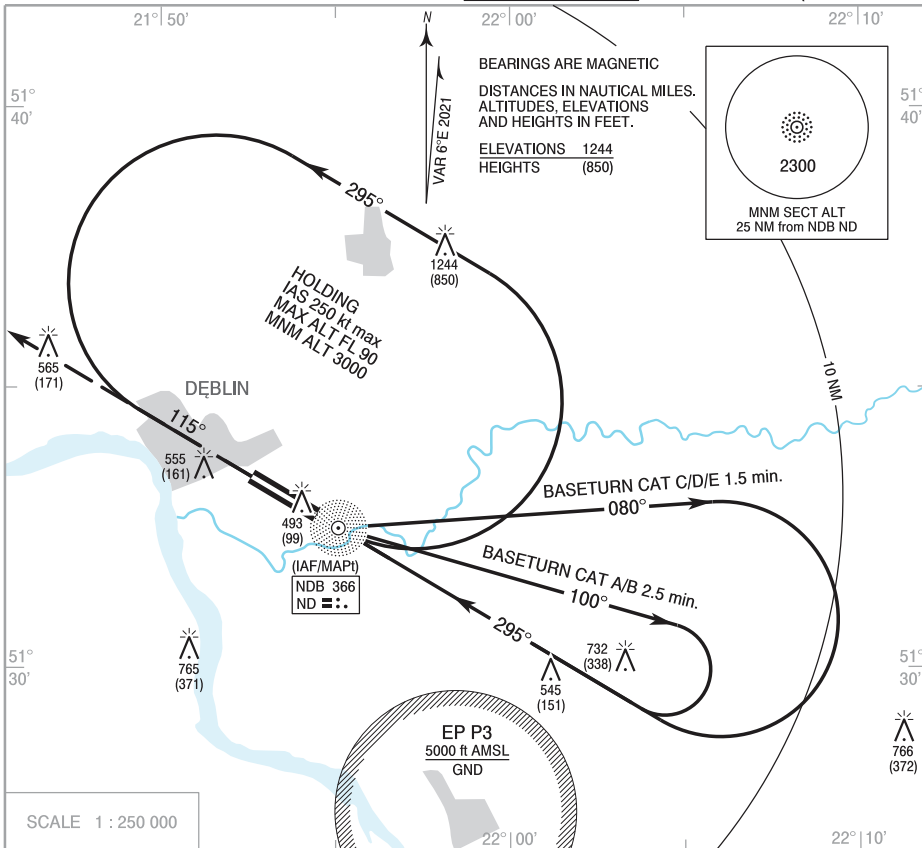 21° 50'
22° 00'
22° 10'
N
VAR 6°E 2021
BEARINGS ARE MAGNETIC
DISTANCES IN NAUTICAL MILES.
ALTITUDES, ELEVATIONS
AND HEIGHTS IN FEET.
ELEVATIONS 1244
HEIGHTS (850)
2300
MNM SECT ALT
25 NM from NDB ND
51°
40'
51°
40'
295°
1244
(850)
HOLDING
IAS 250 kt max
MAX ALT FL 90
MNM ALT 3000
565
(171)
10 NM
DĘBLIN
115°
555
(161)
493
(99)
BASETURN CAT C/D/E 1.5 min.
080°
(IAF/MAPt)
NDB 366
ND
BASETURN CAT A/B 2.5 min.
100°
295°
732
(338)
545
(151)
765
(371)
51°
30'
51°
30'
766
(372)
EP P3
5000 ft AMSL
GND
SCALE 1 : 250 000
22° 00'
22° 10'